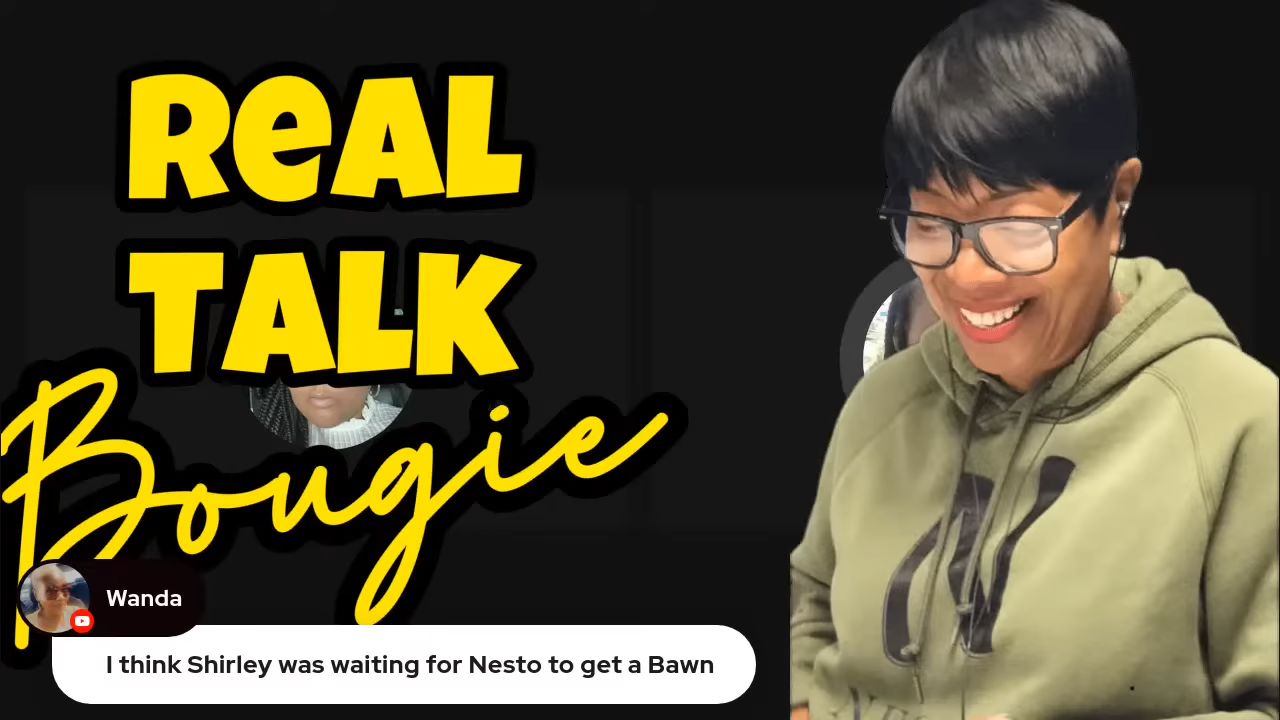 ReAL
TALK
Bougie
Wanda
I think Shirley was waiting for Nesto to get a Bawn